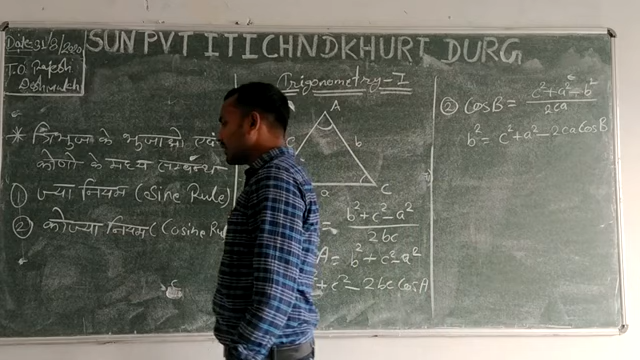 Date:-31/8/2020
T.O. Rajesh
Deshmukh
SUN PVT ITI CHNDKHURI DURG
Trigonometry-I
* त्रिभुजा के भुजाओ एवं
कोणो के मध्य सम्बन्ध
① ज्या नियम (Sine Rule)
② कोज्या नियम (Cosine Ru
A
b
a
C
= b²+c²-a² / 2bc
A = b²+c²-a²
+ c² - 2bc cosA
② CosB = c²+a²-b² / 2ca
b² = c²+a²-2ca CosB